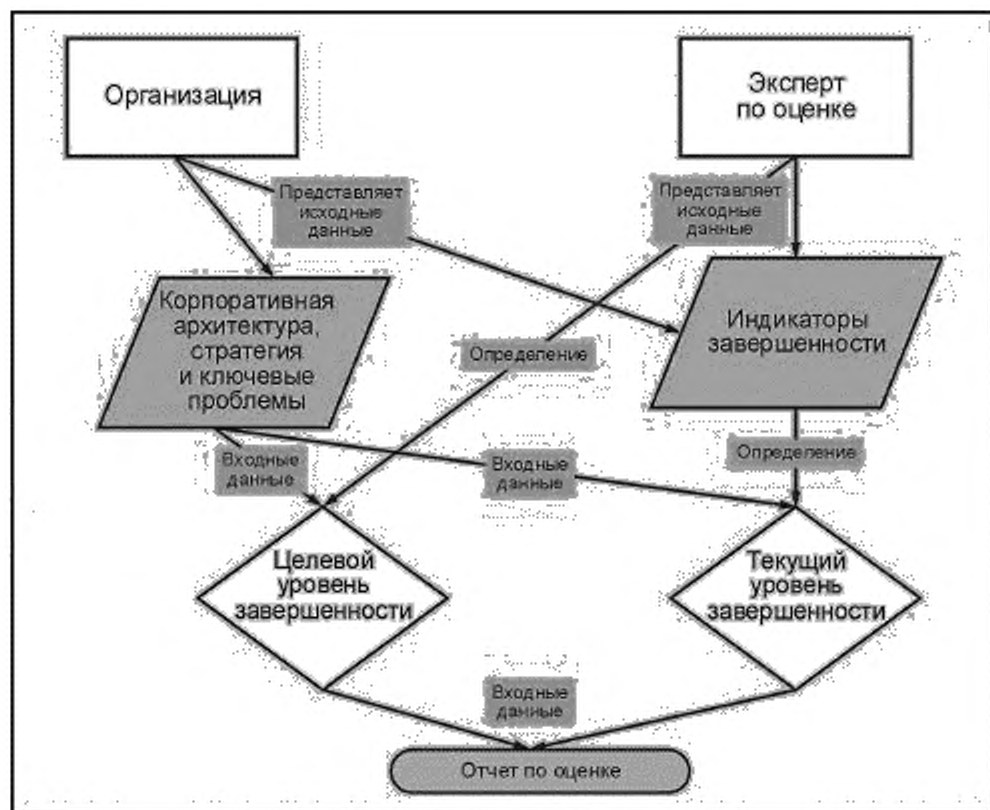 Организация
Эксперт
по оценке
Представляет
исходные
данные
Представляет
исходные
данные
Корпоративная
архитектура,
стратегия
и ключевые
проблемы
Индикаторы
завершенности
Определение
Входные
данные
Входные
данные
Определение
Целевой
уровень
завершенности
Текущий
уровень
завершенности
Входные
данные
Отчет по оценке